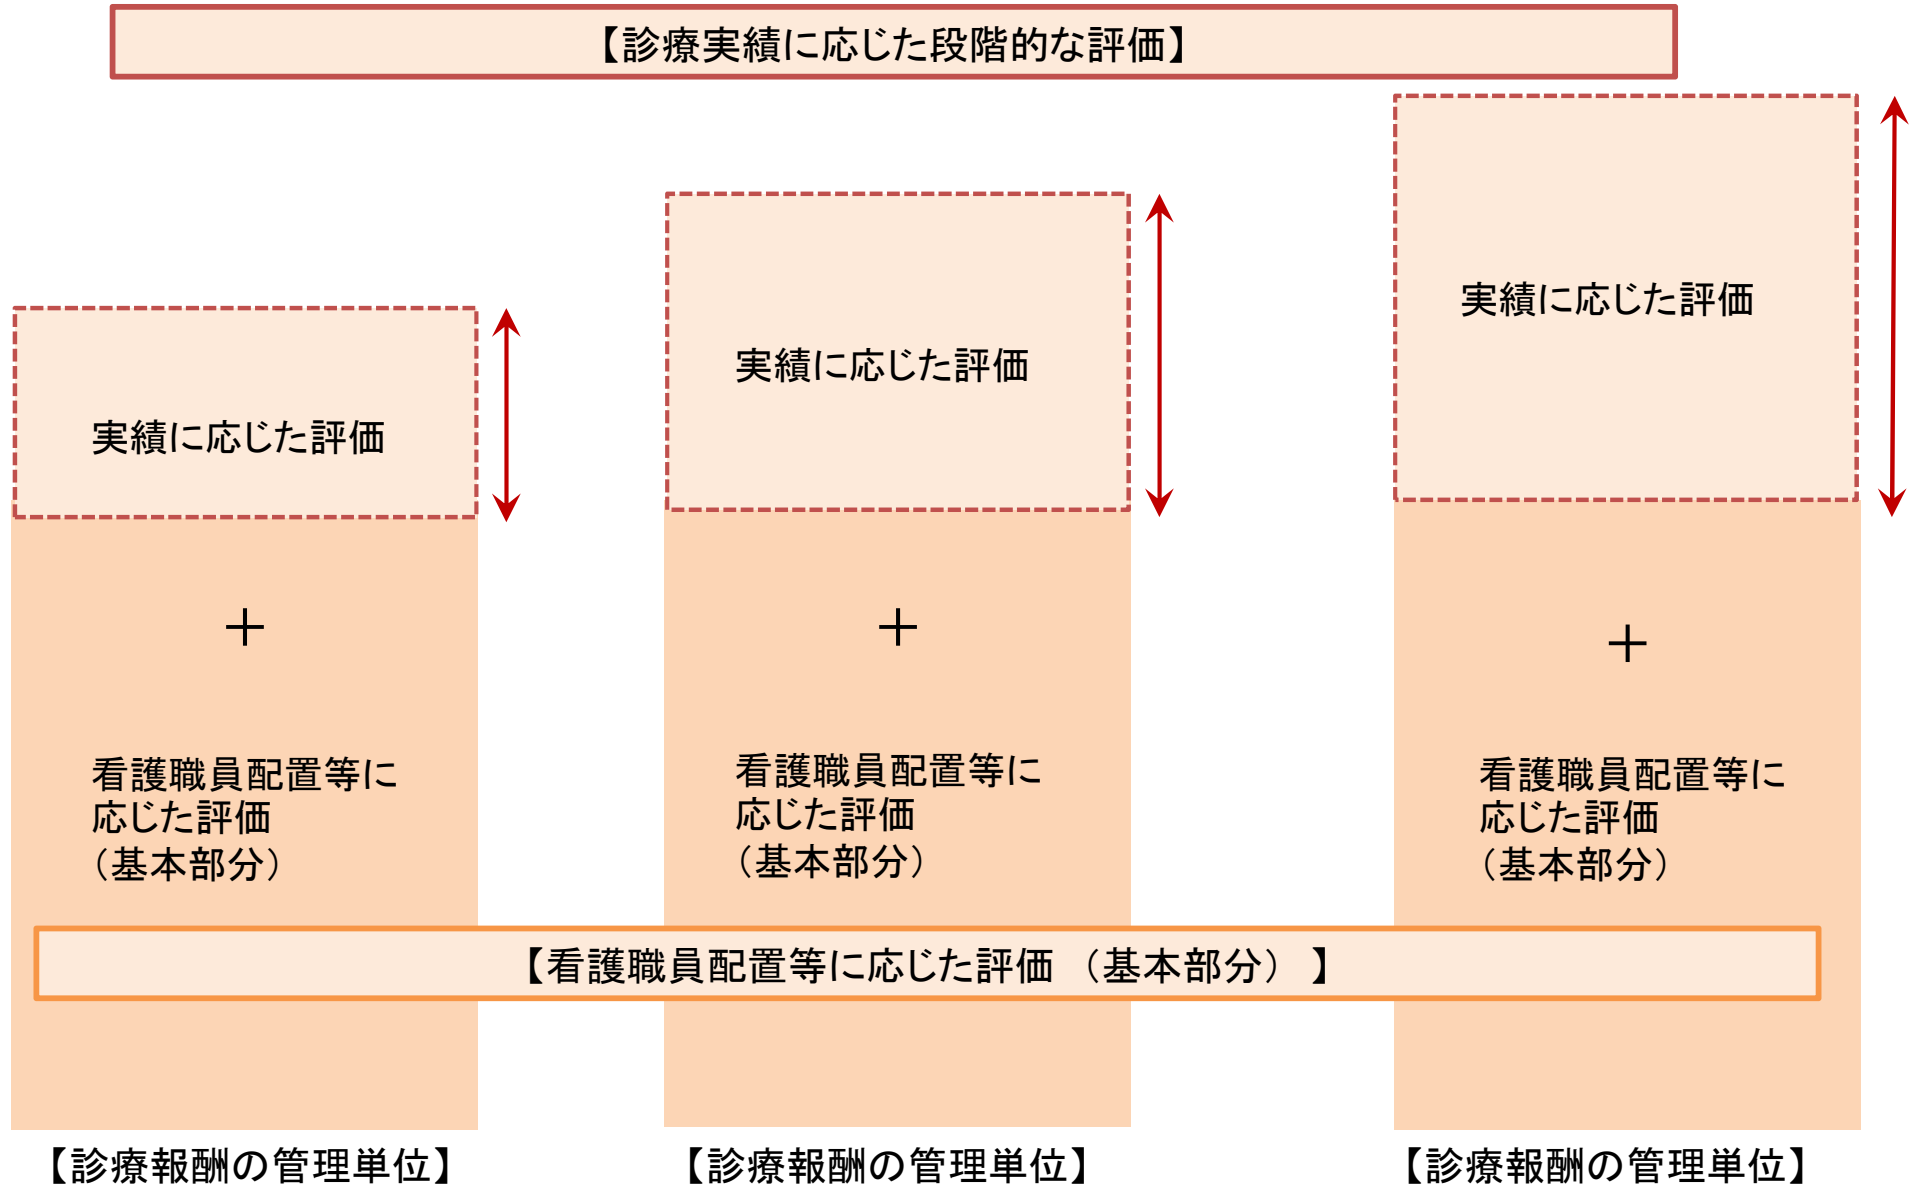 【診療実績に応じた段階的な評価】
実績に応じた評価
＋
看護職員配置等に
応じた評価
（基本部分）
実績に応じた評価
＋
看護職員配置等に
応じた評価
（基本部分）
実績に応じた評価
＋
看護職員配置等に
応じた評価
（基本部分）
【看護職員配置等に応じた評価 （基本部分） 】
【診療報酬の管理単位】
【診療報酬の管理単位】
【診療報酬の管理単位】